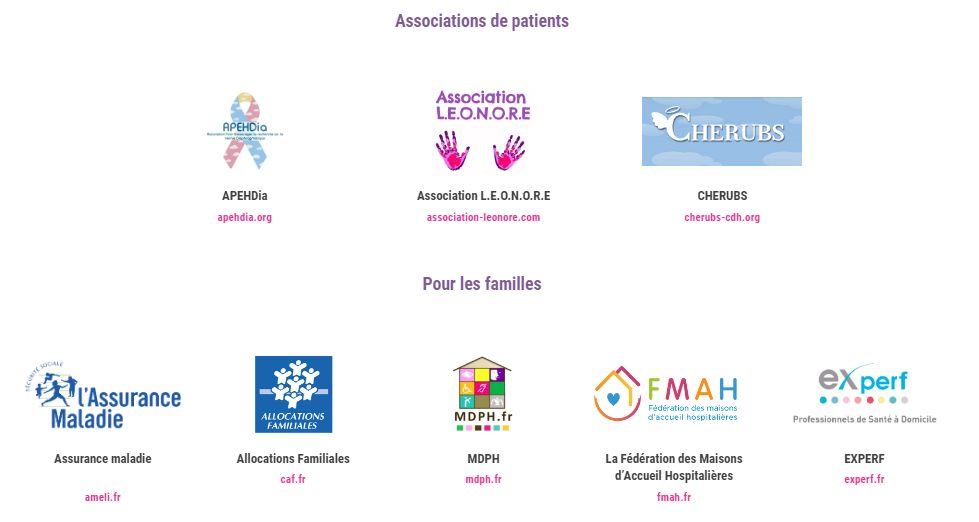 Associations de patients
APEHDia
Association
L.E.O.N.O.R.E
CHERUBS
APEHDia
Association L.E.O.N.O.R.E
CHERUBS
apehdia.org
association-leonore.com
cherubs-cdh.org
Pour les familles
SÉCURITÉ SOCIALE
l'Assurance
Maladie
ALLOCATIONS
FAMILIALES
MDPH.fr
FMAH
Fédération des maisons
d'accueil hospitalières
experf
Professionnels de Santé à Domicile
Assurance maladie
Allocations Familiales
MDPH
La Fédération des Maisons
d’Accueil Hospitalières
EXPERF
ameli.fr
caf.fr
mdph.fr
fmah.fr
experf.fr